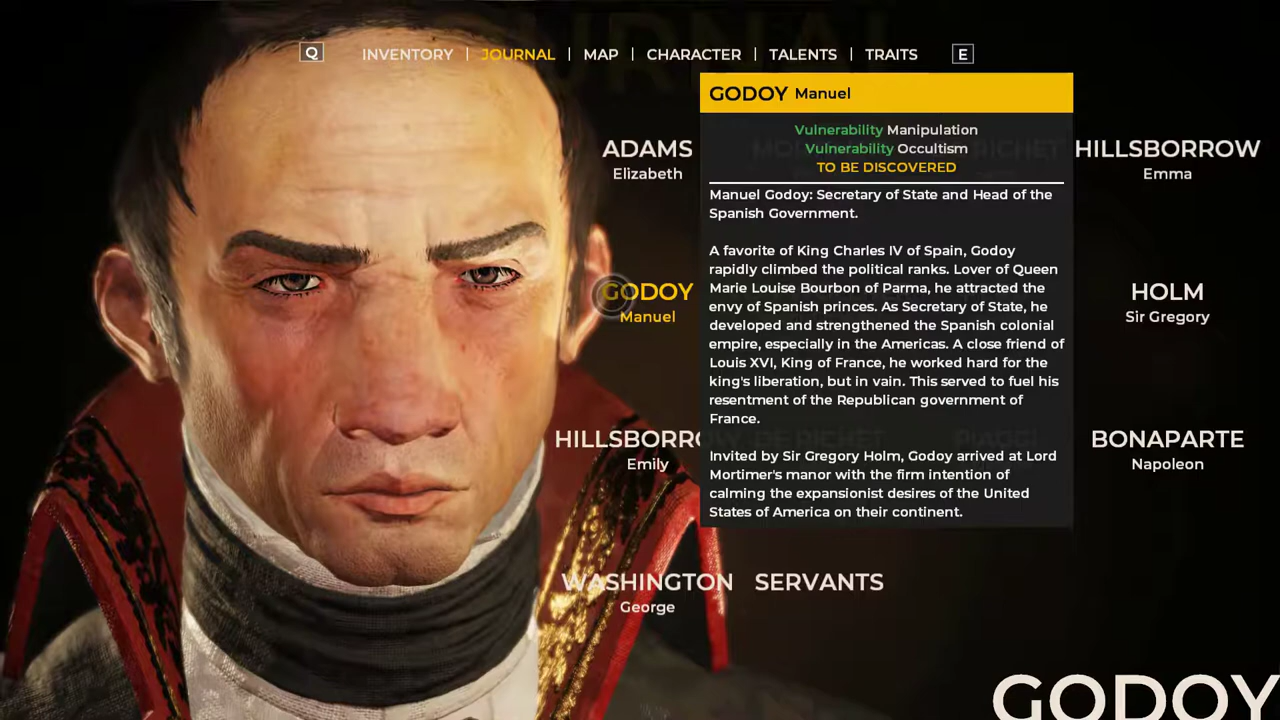 Q INVENTORY | JOURNAL | MAP | CHARACTER | TALENTS | TRAITS E
GODOY Manuel
Vulnerability Manipulation
Vulnerability Occultism
TO BE DISCOVERED
Manuel Godoy: Secretary of State and Head of the
Spanish Government.
A favorite of King Charles IV of Spain, Godoy
rapidly climbed the political ranks. Lover of Queen
Marie Louise Bourbon of Parma, he attracted the
envy of Spanish princes. As Secretary of State, he
developed and strengthened the Spanish colonial
empire, especially in the Americas. A close friend of
Louis XVI, King of France, he worked hard for the
king's liberation, but in vain. This served to fuel his
resentment of the Republican government of
France.
Invited by Sir Gregory Holm, Godoy arrived at Lord
Mortimer's manor with the firm intention of
calming the expansionist desires of the United
States of America on their continent.
ADAMS
Elizabeth
HILLSBORROW
Emma
GODOY
Manuel
HOLM
Sir Gregory
HILLSBORROW DE RICHET PIAGGI
Emily
BONAPARTE
Napoleon
WASHINGTON
George
SERVANTS
GODOY